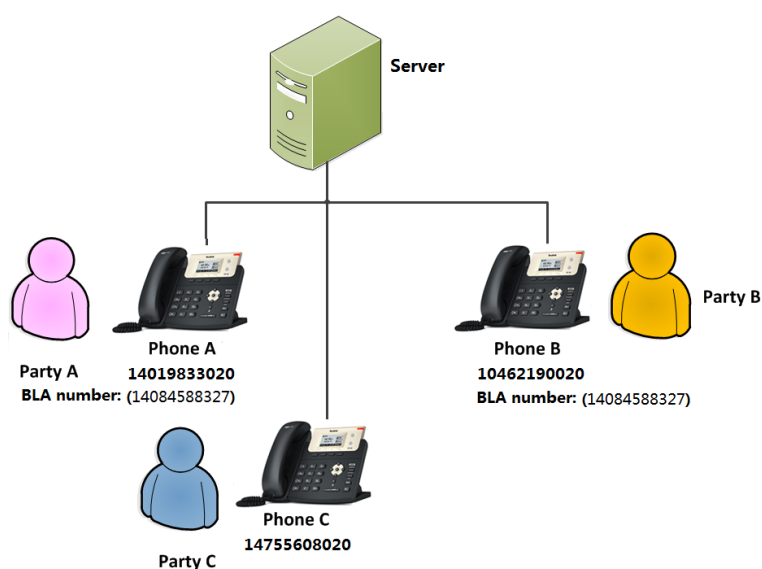 Server
Phone A
14019833020
BLA number: (14084588327)
Party A
Phone B
10462190020
BLA number: (14084588327)
Party B
Phone C
14755608020
Party C